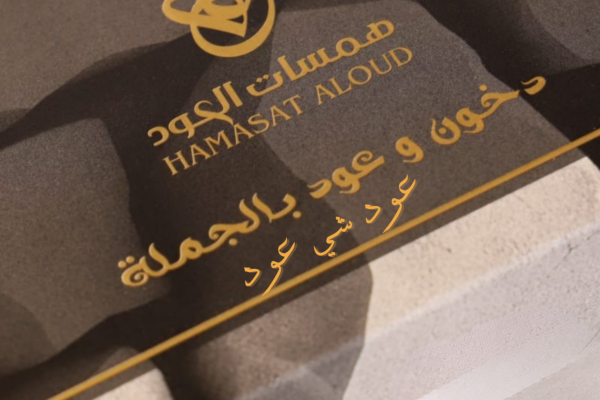 همسات العود
HAMASAT ALOUD
دخون و عود بالجملة
عود شي عود